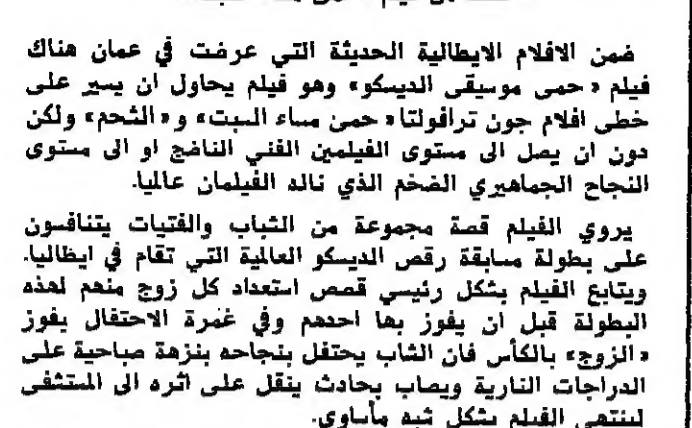 ضمن الافلام الايطالية الحديثة التي عرضت في عمان هناك
فيلم «حمى موسيقى الديسكو» وهو فيلم يحاول ان يسير على
خطى افلام جون ترافولتا «حمى مساء السبت» و«الشحم» ولكن
دون ان يصل الى مستوى الفيلمين الفني الناضج او الى مستوى
النجاح الجماهيري الضخم الذي ناله الفيلمان عالميا.
يروي الفيلم قصة مجموعة من الشباب والفتيات يتنافسون
على بطولة مسابقة رقص الديسكو العالمية التي تقام في ايطاليا.
ويتابع الفيلم بشكل رئيسي قصص استعداد كل زوج منهم لهذه
البطولة قبل ان يفوز بها احدهم وفي غمرة الاحتفال بفوز
«الزوج» بالكأس فان الشاب يحتفل بنجاحه بنزهة صباحية على
الدراجات النارية ويصاب بحادث ينقل على اثره الى المستشفى
لينتهي الفيلم بشكل شبه مأساوي.